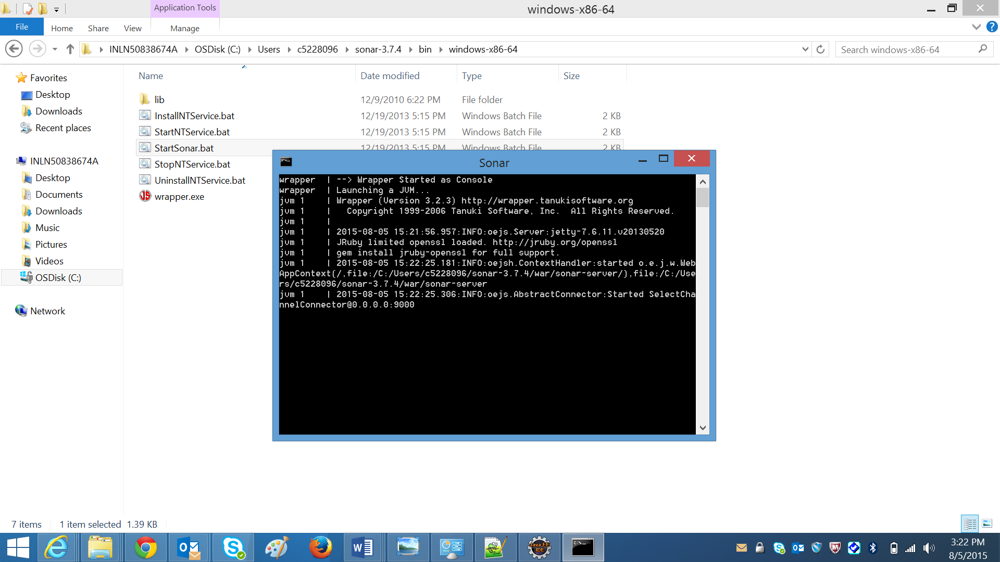 Application Tools
windows-x86-64
File
Home
Share
View
Manage
INLN50838674A
OSDisk (C:)
Users
c5228096
sonar-3.7.4
bin
windows-x86-64
Search windows-x86-64
Name
Date modified
Type
Size
lib
12/9/2010 6:22 PM
File folder
InstallNTService.bat
12/19/2013 5:15 PM
Windows Batch File
2 KB
StartNTService.bat
12/19/2013 5:15 PM
Windows Batch File
2 KB
StartSonar.bat
12/19/2013 5:15 PM
Windows Batch File
2 KB
StopNTService.bat
UninstallNTService.bat
wrapper.exe
Favorites
Desktop
Downloads
Recent places
INLN50838674A
Desktop
Documents
Downloads
Music
Pictures
Videos
OSDisk (C:)
Network
Sonar
wrapper | --> Wrapper Started as Console
wrapper | Launching a JVM...
jvm 1 | Wrapper (Version 3.2.3) http://wrapper.tanukisoftware.org
jvm 1 | Copyright 1999-2006 Tanuki Software, Inc. All Rights Reserved.
jvm 1 |
jvm 1 | 2015-08-05 15:21:56.957:INFO:oejs.Server:jetty-7.6.11.v20130520
jvm 1 | JRuby limited openssl loaded. http://jruby.org/openssl
jvm 1 | gem install jruby-openssl for full support.
jvm 1 | 2015-08-05 15:22:25.181:INFO:oejsh.ContextHandler:started o.e.j.w.Web
AppContext{/,file:/C:/Users/c5228096/sonar-3.7.4/war/sonar-server/},file:/C:/Use
rs/c5228096/sonar-3.7.4/war/sonar-server
jvm 1 | 2015-08-05 15:22:25.306:INFO:oejs.AbstractConnector:Started SelectCha
nnelConnector@0.0.0.0:9000
7 items
1 item selected 1.39 KB
Java EE
IDE
3:22 PM
8/5/2015